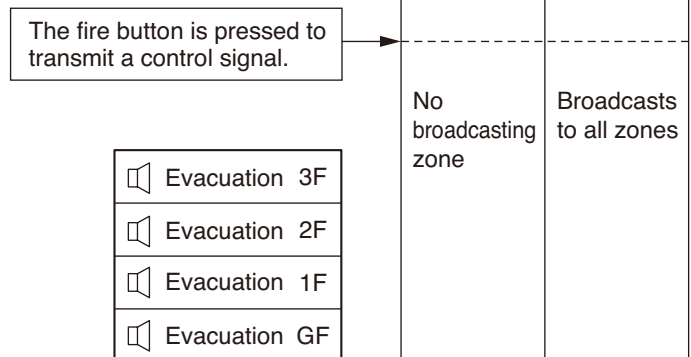 The fire button is pressed to
transmit a control signal.
No
broadcasting
zone
Broadcasts
to all zones
Evacuation 3F
Evacuation 2F
Evacuation 1F
Evacuation GF